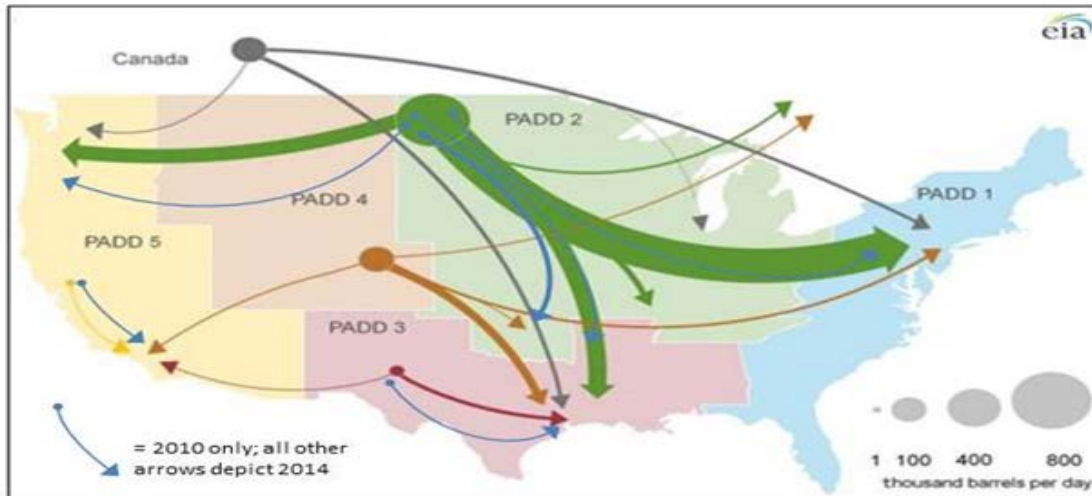 eia
Canada
PADD 2
PADD 1
PADD 4
PADD 5
PADD 3
= 2010 only; all other
arrows depict 2014
1 100 400 800
thousand barrels per day